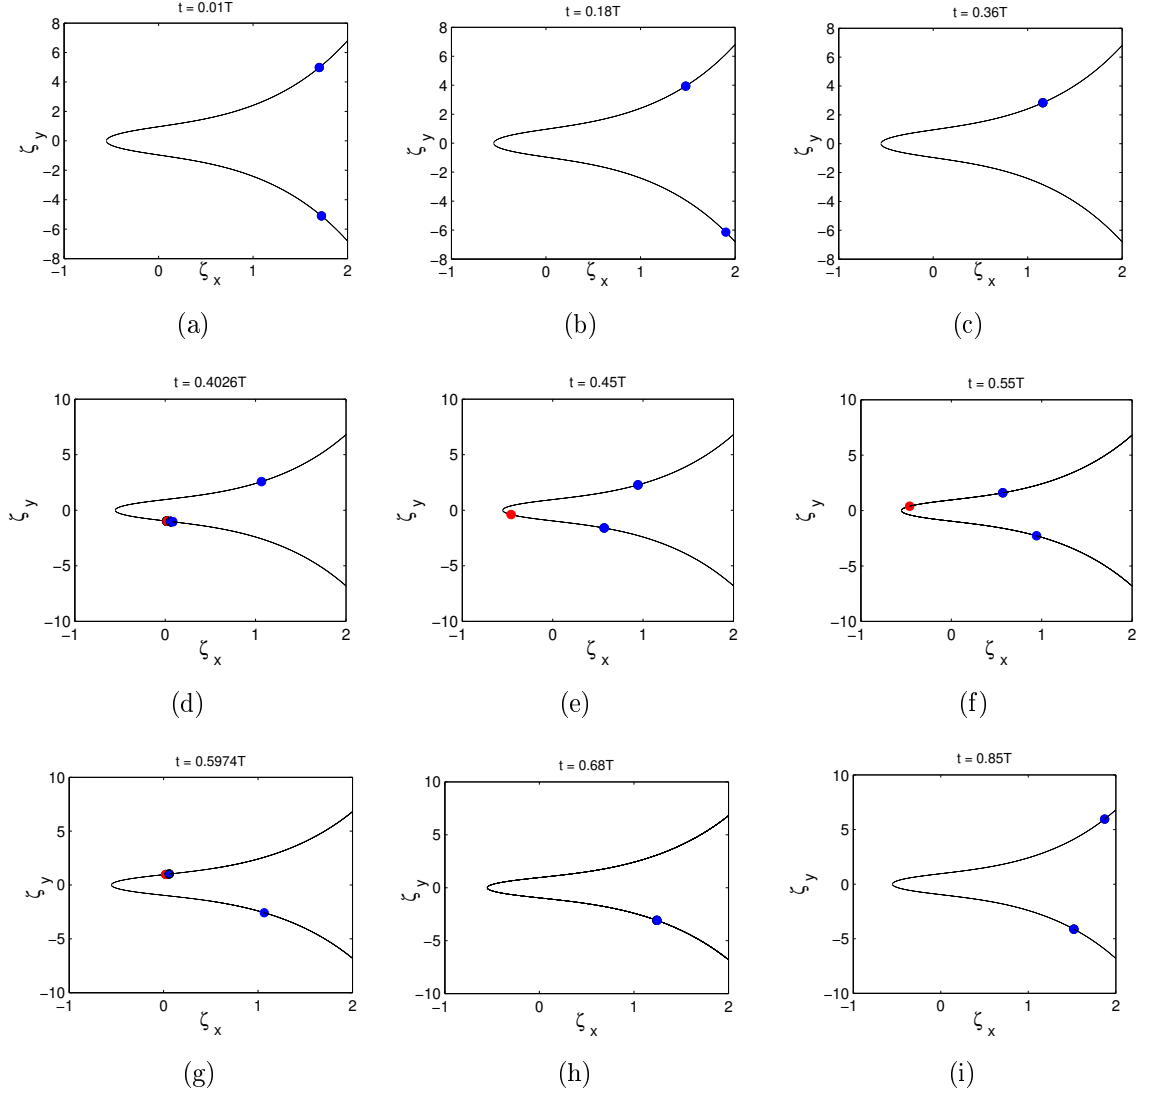 t = 0.01T
8
6
4
2
0
−2
−4
−6
−8
−1 0 1 2
ζ x
ζ y
(a)
t = 0.18T
8
6
4
2
0
−2
−4
−6
−8
−1 0 1 2
ζ x
ζ y
(b)
t = 0.36T
8
6
4
2
0
−2
−4
−6
−8
−1 0 1 2
ζ x
ζ y
(c)
t = 0.4026T
10
5
0
−5
−10
−1 0 1 2
ζ x
ζ y
(d)
t = 0.45T
10
5
0
−5
−10
−1 0 1 2
ζ x
ζ y
(e)
t = 0.55T
10
5
0
−5
−10
−1 0 1 2
ζ x
ζ y
(f)
t = 0.5974T
10
5
0
−5
−10
−1 0 1 2
ζ x
ζ y
(g)
t = 0.68T
10
5
0
−5
−10
−1 0 1 2
ζ x
ζ y
(h)
t = 0.85T
10
5
0
−5
−10
−1 0 1 2
ζ x
ζ y
(i)